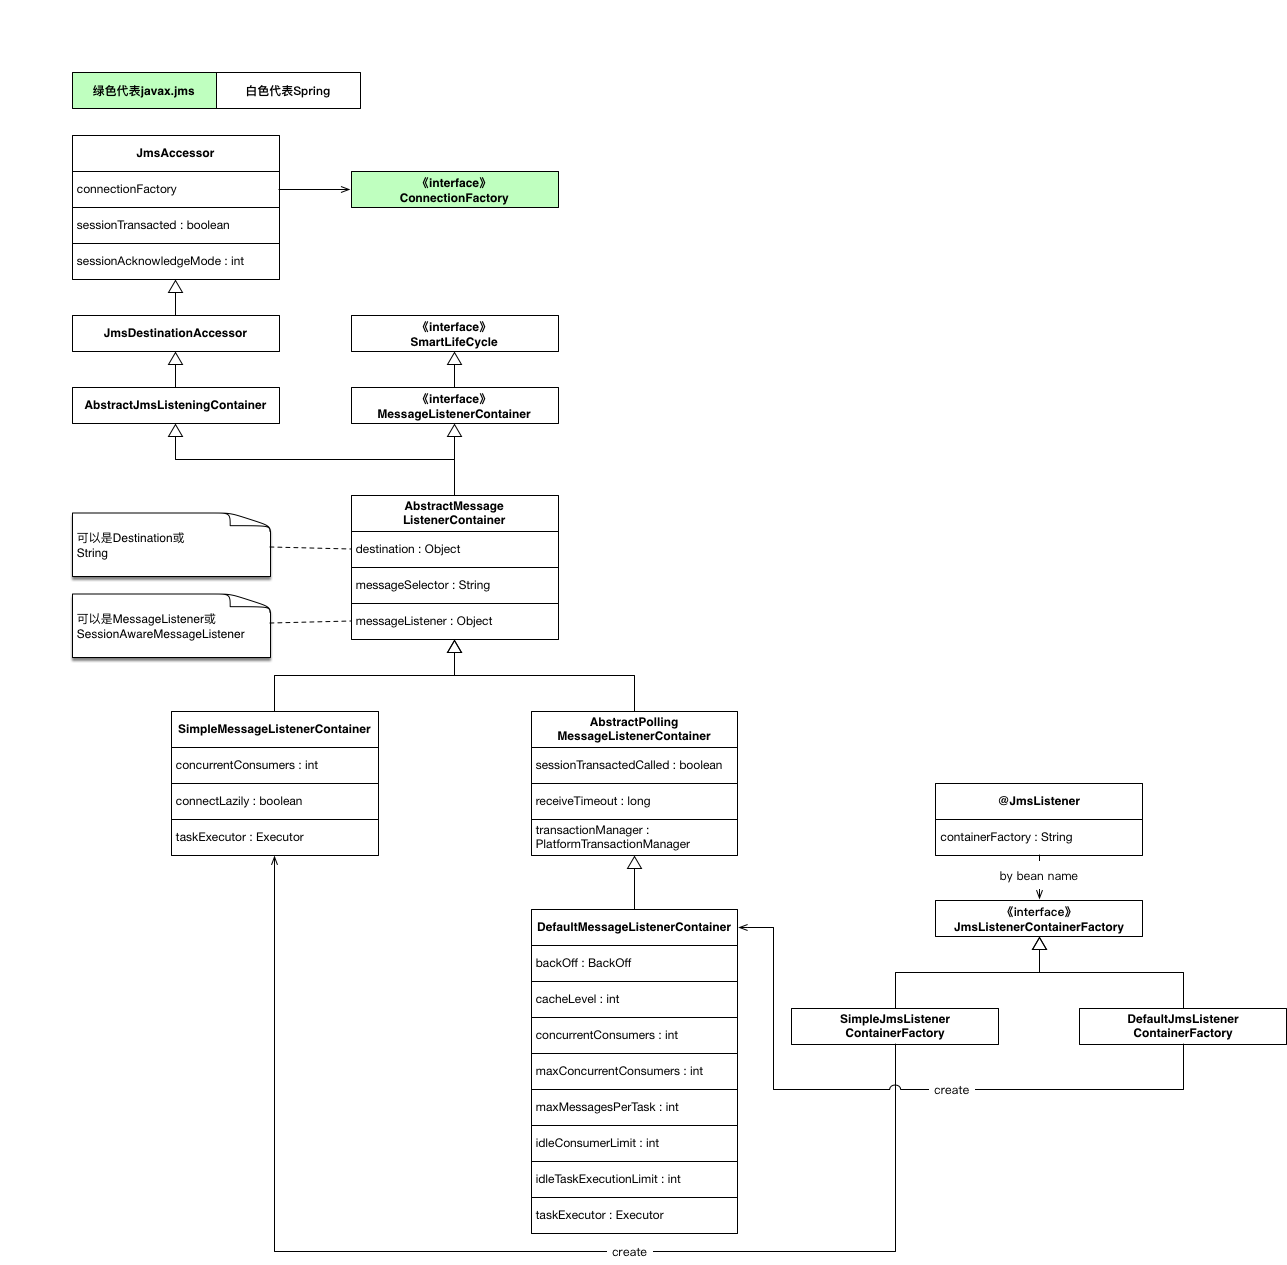 绿色代表javax.jms
白色代表Spring
JmsAccessor
connectionFactory
sessionTransacted : boolean
sessionAcknowledgeMode : int
《interface》
ConnectionFactory
JmsDestinationAccessor
《interface》
SmartLifeCycle
AbstractJmsListeningContainer
《interface》
MessageListenerContainer
AbstractMessage
ListenerContainer
destination : Object
messageSelector : String
messageListener : Object
可以是Destination或
String
可以是MessageListener或
SessionAwareMessageListener
SimpleMessageListenerContainer
concurrentConsumers : int
connectLazily : boolean
taskExecutor : Executor
AbstractPolling
MessageListenerContainer
sessionTransactedCalled : boolean
receiveTimeout : long
transactionManager :
PlatformTransactionManager
@JmsListener
containerFactory : String
by bean name
《interface》
JmsListenerContainerFactory
DefaultMessageListenerContainer
backOff : BackOff
cacheLevel : int
concurrentConsumers : int
maxConcurrentConsumers : int
maxMessagesPerTask : int
idleConsumerLimit : int
idleTaskExecutionLimit : int
taskExecutor : Executor
SimpleJmsListener
ContainerFactory
DefaultJmsListener
ContainerFactory
create
create